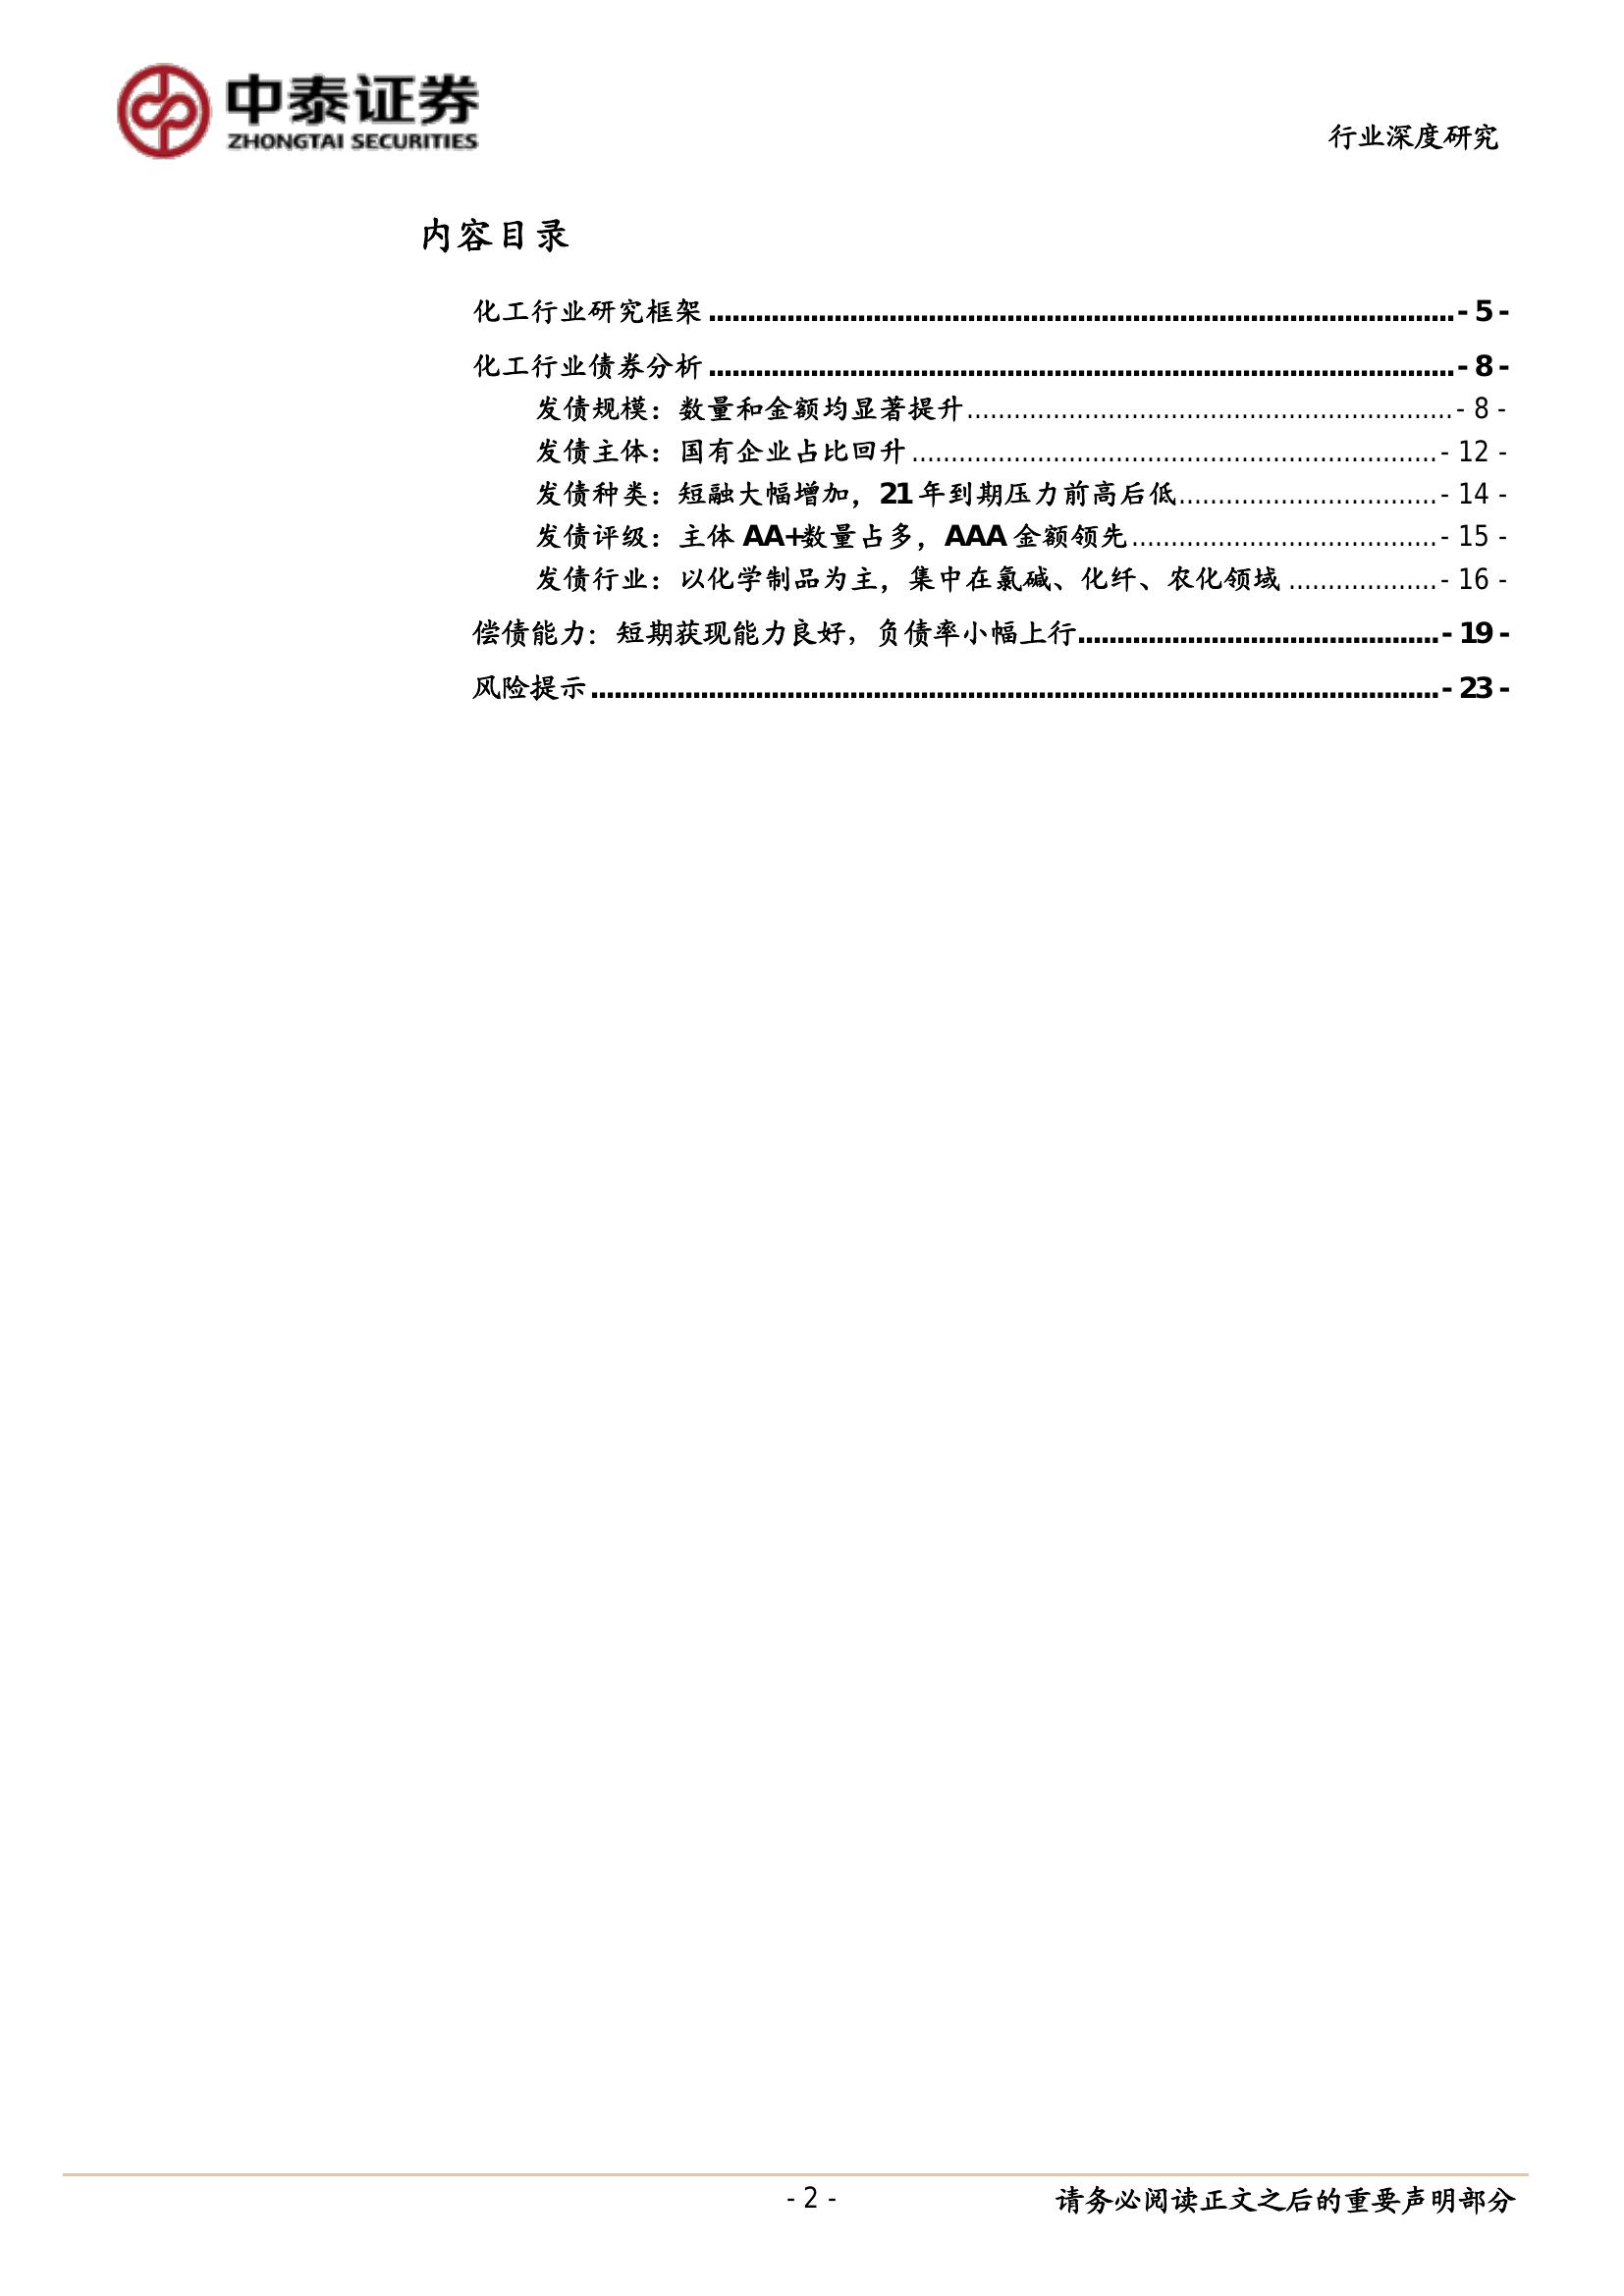 中泰证券
ZHONGTAI SECURITIES
行业深度研究
内容目录
化工行业研究框架 ........................................................................ - 5 -
化工行业债券分析 ........................................................................ - 8 -
发债规模：数量和金额均显著提升 ........................................................ - 8 -
发债主体：国有企业占比回升 ........................................................ - 12 -
发债种类：短融大幅增加，21 年到期压力前高后低 ................................ - 14 -
发债评级：主体 AA+数量占多，AAA 金额领先 ................................ - 15 -
发债行业：以化学制品为主，集中在氯碱、化纤、农化领域 ................... - 16 -
偿债能力：短期获现能力良好，负债率小幅上行 ................................ - 19 -
风险提示 ........................................................................ - 23 -
- 2 -
请务必阅读正文之后的重要声明部分